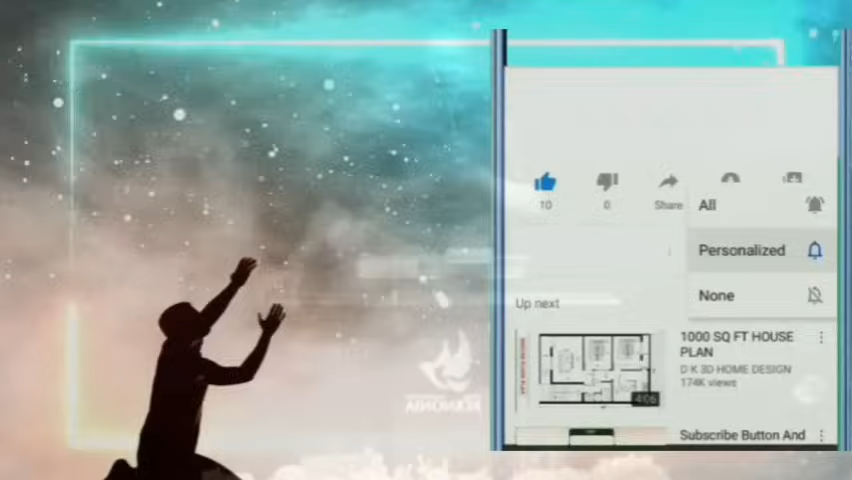 10
0
Share
All
Personalized
None
Up next
1000 SQ FT HOUSE
PLAN
D K 3D HOME DESIGN
174K views
4:06
Subscribe Button And